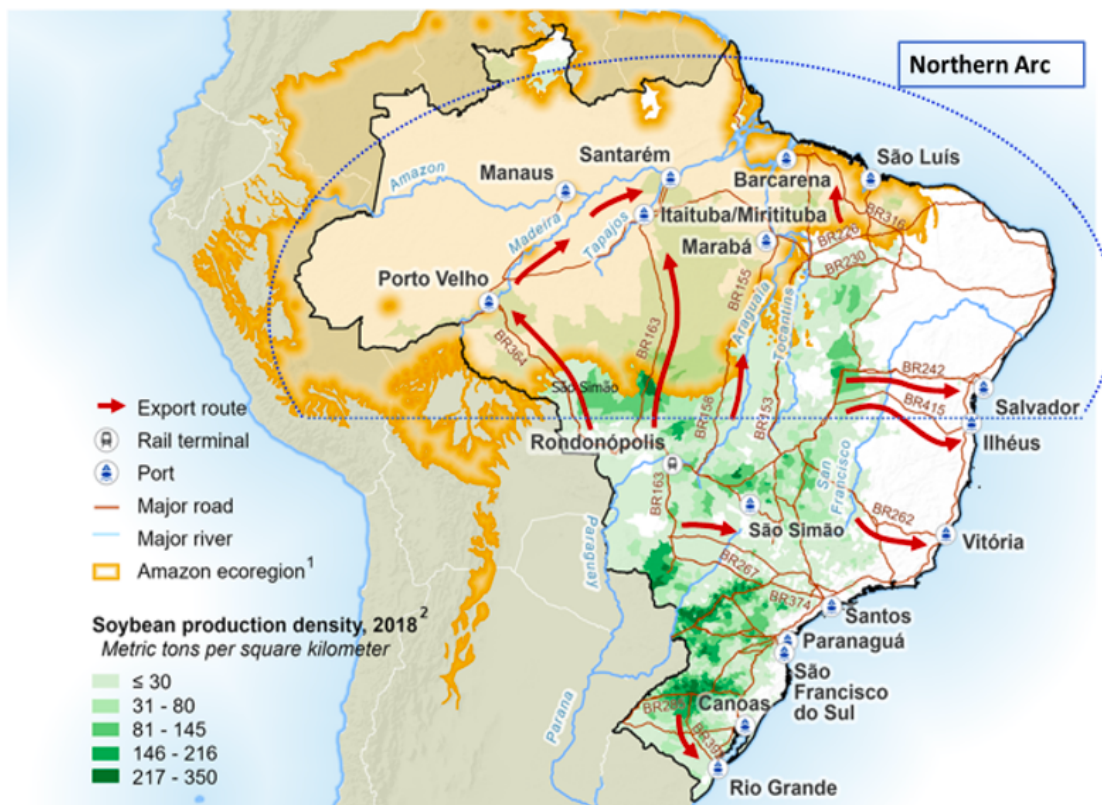 Northern Arc
Santarém
São Luís
Manaus
Barcarena
Amazon
Madeira
Tapajos
Itaituba/Miritituba
BR316
Marabá
BR226
BR230
Porto Velho
BR155
Araguaia
Tocantins
BR163
BR364
São Simão
BR242
Salvador
BR415
Ilhéus
BR158
BR153
Rondonópolis
San
Francisco
BR163
São Simão
BR262
Vitória
Paraguay
BR267
BR374
Santos
Paranaguá
São
Francisco
do Sul
Canoas
Parana
Rio Grande
Export route
Rail terminal
Port
Major road
Major river
Amazon ecoregion1
Soybean production density, 20182
Metric tons per square kilometer
≤ 30
31 - 80
81 - 145
146 - 216
217 - 350